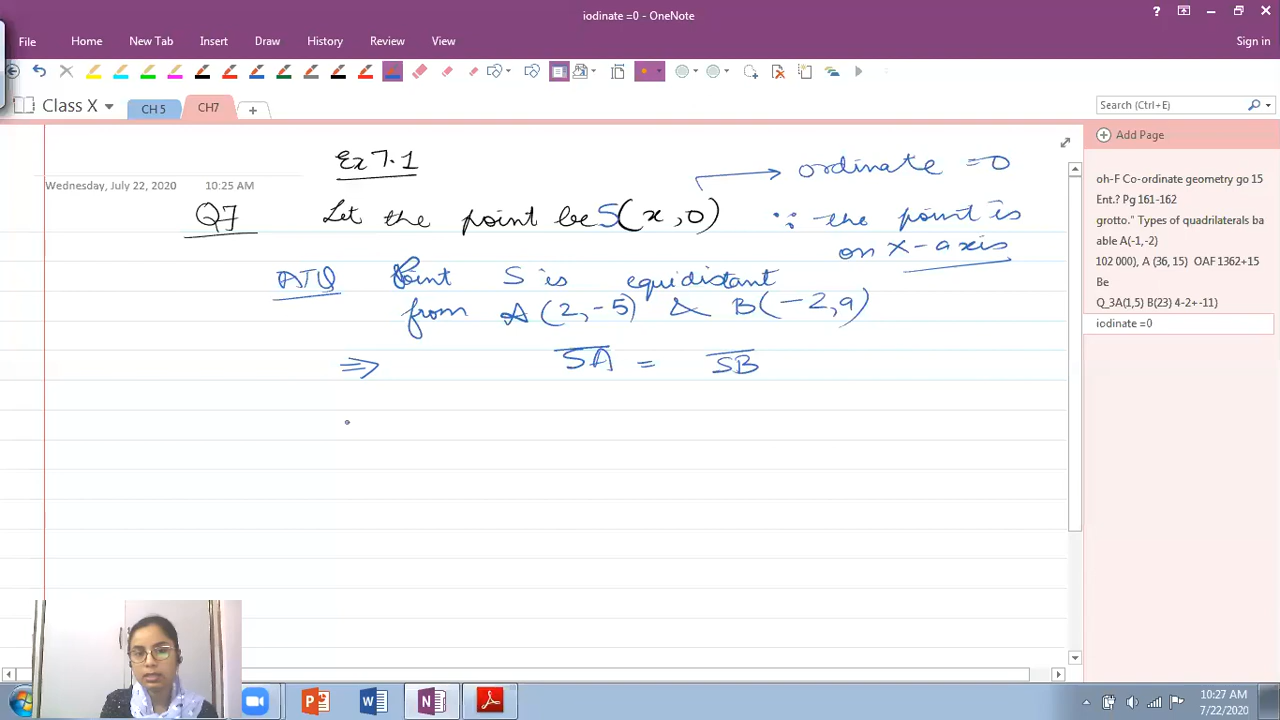 iodinate =0 - OneNote
File Home New Tab Insert Draw History Review View Sign in
Class X CH 5 CH7 Search (Ctrl+E)
Add Page
oh-F Co-ordinate geometry go 15
Ent.? Pg 161-162
grotto." Types of quadrilaterals ba
able A(-1,-2)
102 000), A (36, 15) OAF 1362+15
Be
Q_3A(1,5) B(23) 4-2+-11)
iodinate =0
Wednesday, July 22, 2020 10:25 AM
Ex 7.1
ordinate =0
Q7 Let the point be S(x,0) ∵ the point is
on X-axis
ATQ Point S is equidistant
from A (2,-5) & B(-2,9)
⇒ SA = SB
10:27 AM
7/22/2020